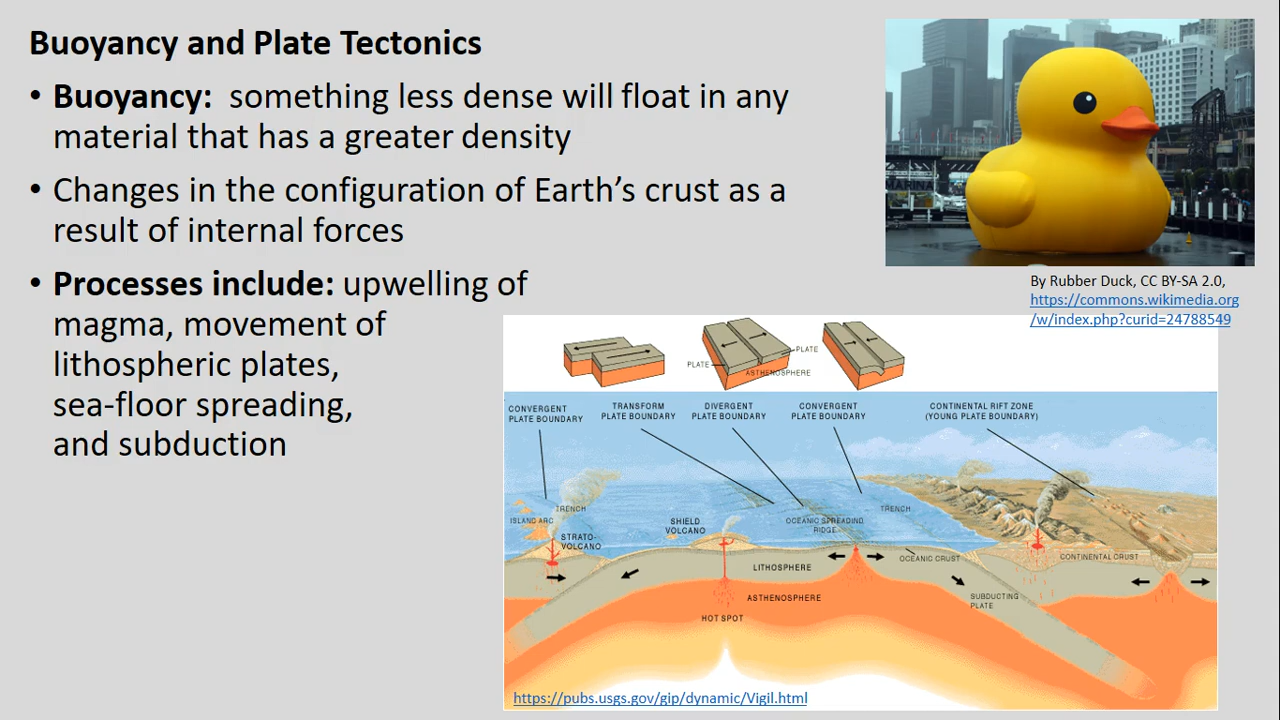 Buoyancy and Plate Tectonics
• Buoyancy: something less dense will float in any
material that has a greater density
• Changes in the configuration of Earth's crust as a
result of internal forces
• Processes include: upwelling of
magma, movement of
lithospheric plates,
sea-floor spreading,
and subduction
MARINA
By Rubber Duck, CC BY-SA 2.0,
https://commons.wikimedia.org
/w/index.php?curid=24788549
PLATE
PLATE
ASTHENOSPHERE
CONVERGENT
PLATE BOUNDARY
TRANSFORM
PLATE BOUNDARY
DIVERGENT
PLATE BOUNDARY
CONVERGENT
PLATE BOUNDARY
CONTINENTAL RIFT ZONE
(YOUNG PLATE BOUNDARY)
TRENCH
ISLAND ARC
STRATO-
VOLCANO
SHIELD
VOLCANO
OCEANIC SPREADING
RIDGE
TRENCH
LITHOSPHERE
OCEANIC CRUST
CONTINENTAL CRUST
ASTHENOSPHERE
SUBDUCTING
PLATE
HOT SPOT
https://pubs.usgs.gov/gip/dynamic/Vigil.html